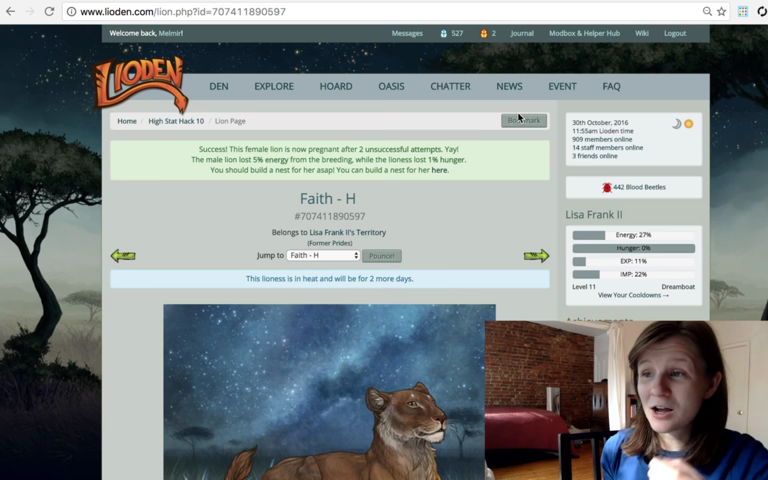 www.lioden.com/lion.php?id=707411890597
Welcome back, Melmir!
Messages 527 2 Journal Modbox & Helper Hub Wiki Logout
LIODEN
DEN EXPLORE HOARD OASIS CHATTER NEWS EVENT FAQ
Home / High Stat Hack 10 / Lion Page
Bookmark
Success! This female lion is now pregnant after 2 unsuccessful attempts. Yay!
The male lion lost 5% energy from the breeding, while the lioness lost 1% hunger.
You should build a nest for her asap! You can build a nest for her here.
Faith - H
#707411890597
Belongs to Lisa Frank II's Territory
(Former Prides)
Jump to Faith - H Pounce!
This lioness is in heat and will be for 2 more days.
30th October, 2016
11:55am Lioden time
909 members online
14 staff members online
3 friends online
442 Blood Beetles
Lisa Frank II
Energy: 27%
Hunger: 0%
EXP: 11%
IMP: 22%
Level 11 Dreamboat
View Your Cooldowns →